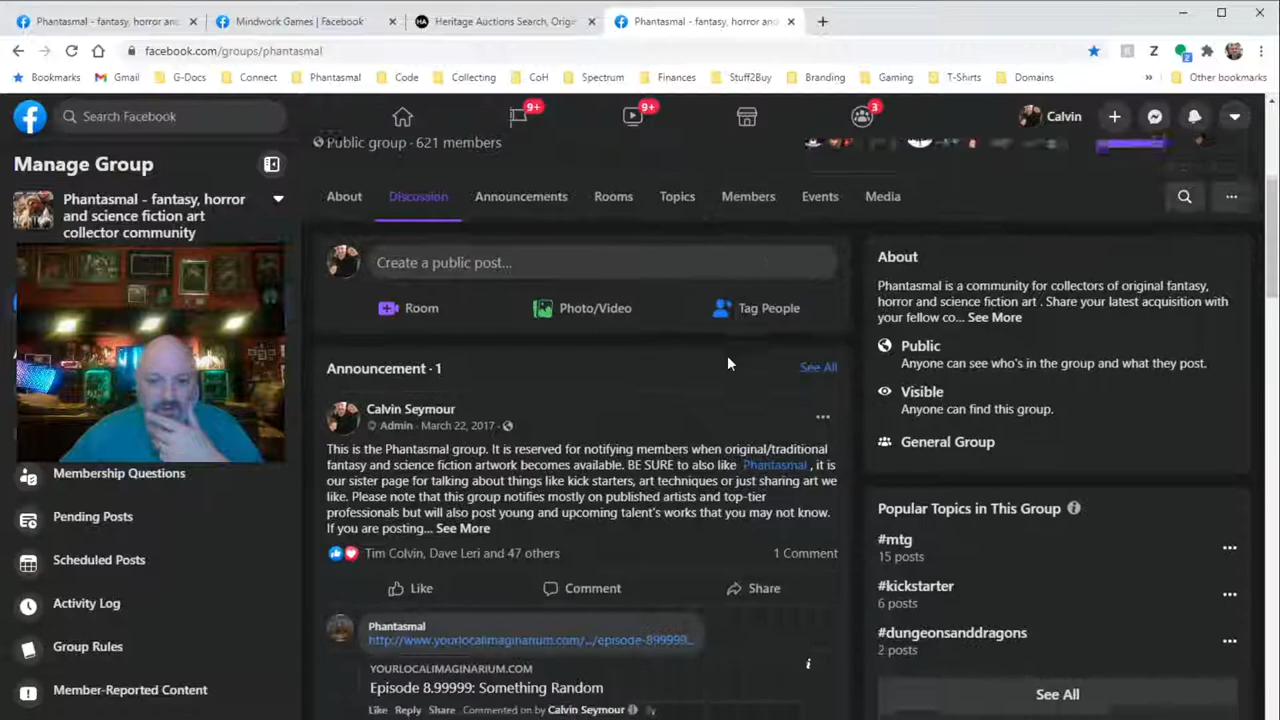 Phantasmal - fantasy, horror and
Mindwork Games | Facebook
HA Heritage Auctions Search, Origin
Phantasmal - fantasy, horror and
facebook.com/groups/phantasmal
Bookmarks Gmail G-Docs Connect Phantasmal Code Collecting CoH Spectrum Finances Stuff2Buy Branding Gaming T-Shirts Domains » Other bookmarks
Search Facebook
9+ 9+ 3
Calvin
Manage Group
Phantasmal - fantasy, horror
and science fiction art
collector community
Membership Questions
Pending Posts
Scheduled Posts
Activity Log
Group Rules
Member-Reported Content
Public group · 621 members
About Discussion Announcements Rooms Topics Members Events Media
Create a public post...
Room Photo/Video Tag People
Announcement · 1 See All
Calvin Seymour
Admin · March 22, 2017 ·
This is the Phantasmal group. It is reserved for notifying members when original/traditional
fantasy and science fiction artwork becomes available. BE SURE to also like Phantasmal , it is
our sister page for talking about things like kick starters, art techniques or just sharing art we
like. Please note that this group notifies mostly on published artists and top-tier
professionals but will also post young and upcoming talent's works that you may not know.
If you are posting... See More
Tim Colvin, Dave Leri and 47 others 1 Comment
Like Comment Share
Phantasmal
http://www.yourlocalimaginarium.com/.../episode-899999...
YOURLOCALIMAGINARIUM.COM
Episode 8.99999: Something Random
Like Reply Share Commented on by Calvin Seymour 3y
About
Phantasmal is a community for collectors of original fantasy,
horror and science fiction art . Share your latest acquisition with
your fellow co... See More
Public
Anyone can see who's in the group and what they post.
Visible
Anyone can find this group.
General Group
Popular Topics in This Group
#mtg
15 posts
#kickstarter
6 posts
#dungeonsanddragons
2 posts
See All